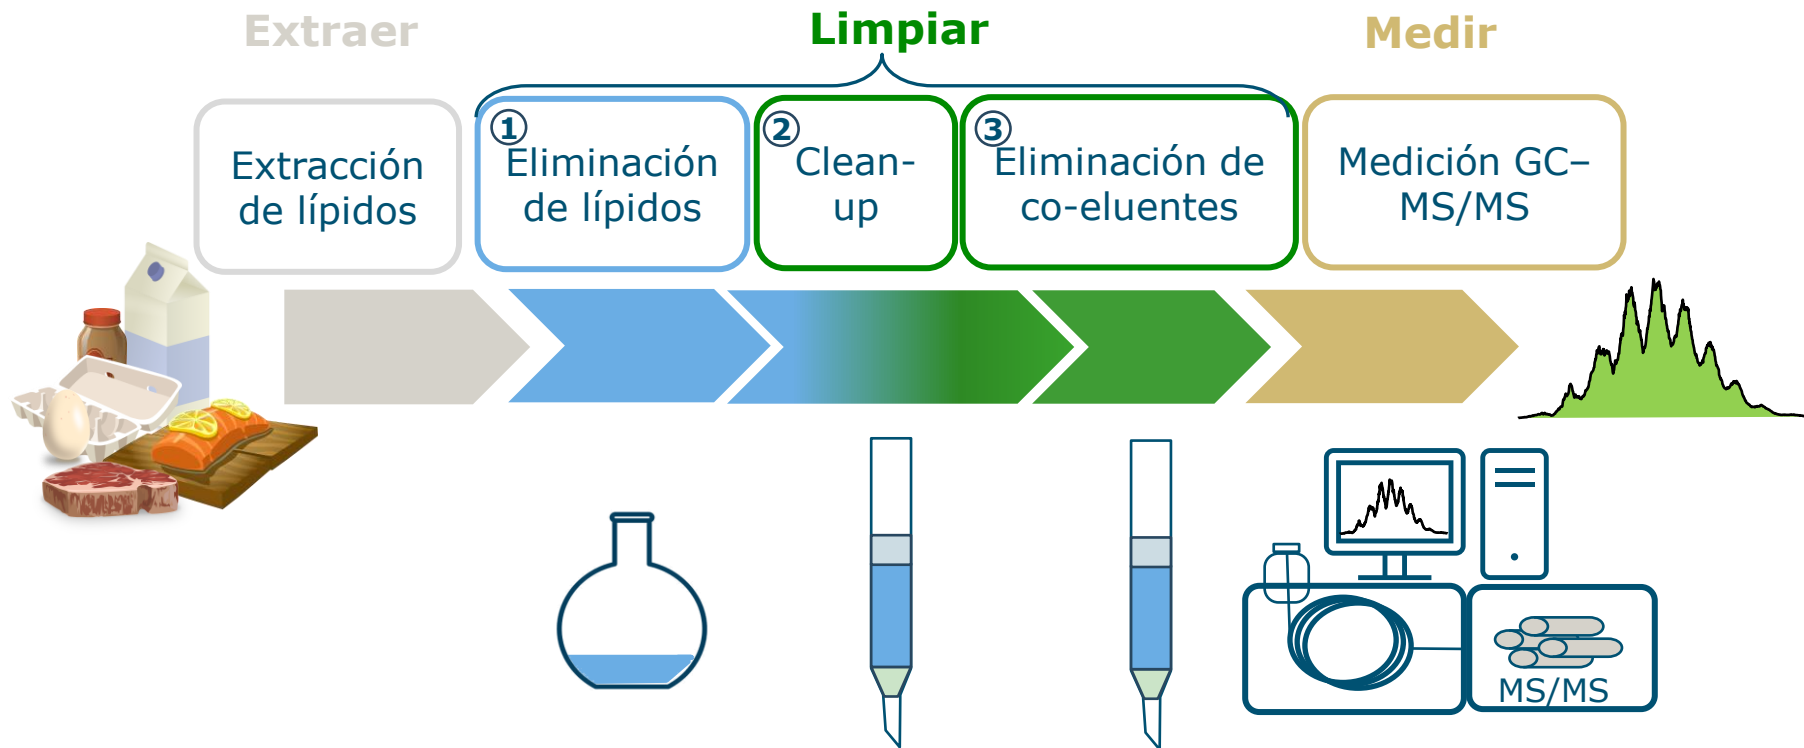 Extraer
Limpiar
Medir
Extracción
de lípidos
①
Eliminación
de lípidos
②
Clean-
up
③
Eliminación de
co-eluentes
Medición GC–
MS/MS
MS/MS